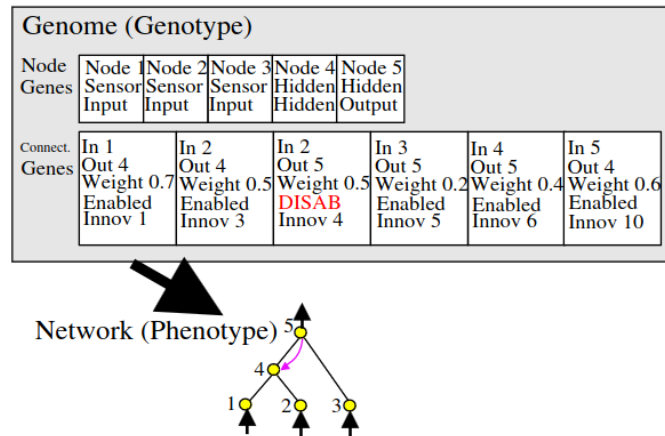 Genome (Genotype)
Node Genes
Node 1 Sensor Input
Node 2 Sensor Input
Node 3 Sensor Input
Node 4 Hidden Hidden
Node 5 Hidden Output
Connect. Genes
In 1
Out 4
Weight 0.7
Enabled
Innov 1
In 2
Out 4
Weight 0.5
Enabled
Innov 3
In 2
Out 5
Weight 0.5
DISAB
Innov 4
In 3
Out 5
Weight 0.2
Enabled
Innov 5
In 4
Out 5
Weight 0.4
Enabled
Innov 6
In 5
Out 4
Weight 0.6
Enabled
Innov 10
Network (Phenotype)
5
4
1
2
3